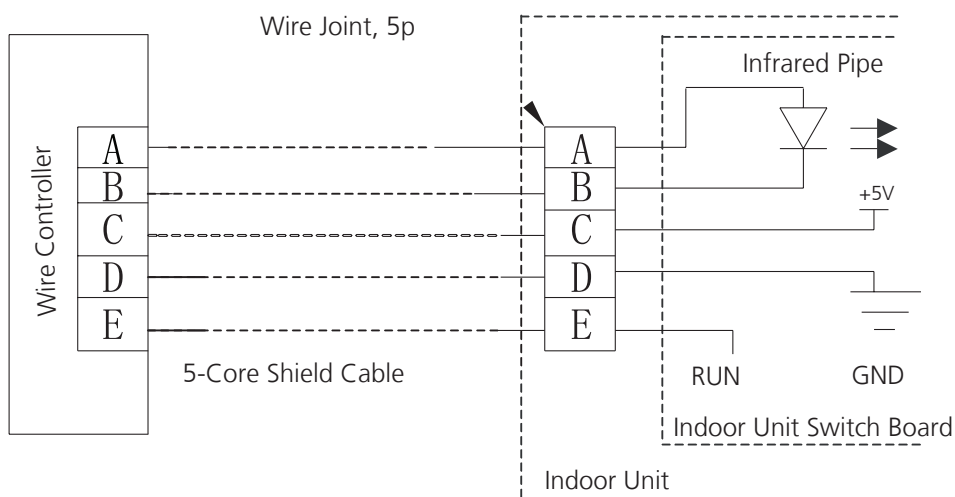 Wire Joint, 5p
Infrared Pipe
Wire Controller
A
B
C
D
E
A
B
C
D
E
+5V
5-Core Shield Cable
RUN
GND
Indoor Unit Switch Board
Indoor Unit